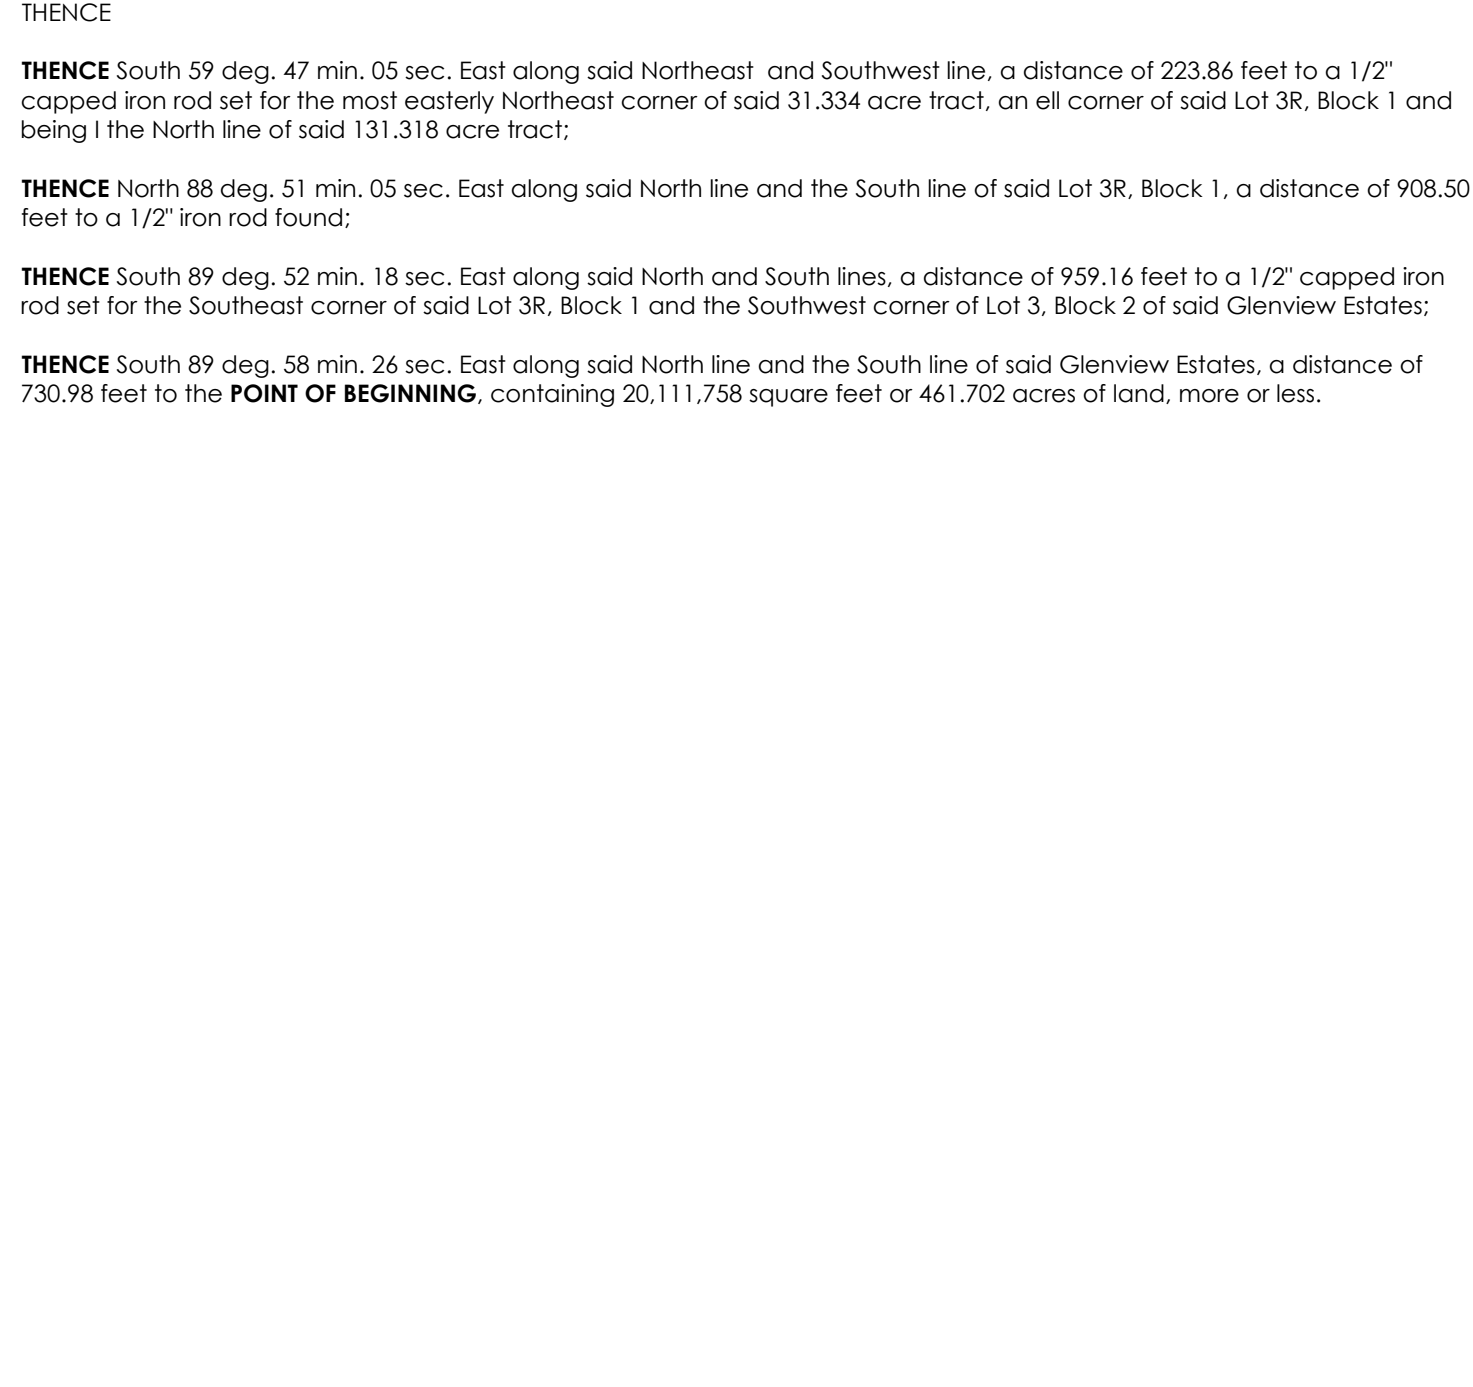 THENCE
THENCE South 59 deg. 47 min. 05 sec. East along said Northeast  and Southwest line, a distance of 223.86 feet to a 1/2"
capped iron rod set for the most easterly Northeast corner of said 31.334 acre tract, an ell corner of said Lot 3R, Block 1 and
being I the North line of said 131.318 acre tract;
THENCE North 88 deg. 51 min. 05 sec. East along said North line and the South line of said Lot 3R, Block 1, a distance of 908.50
feet to a 1/2" iron rod found;
THENCE South 89 deg. 52 min. 18 sec. East along said North and South lines, a distance of 959.16 feet to a 1/2" capped iron
rod set for the Southeast corner of said Lot 3R, Block 1 and the Southwest corner of Lot 3, Block 2 of said Glenview Estates;
THENCE South 89 deg. 58 min. 26 sec. East along said North line and the South line of said Glenview Estates, a distance of
730.98 feet to the POINT OF BEGINNING, containing 20,111,758 square feet or 461.702 acres of land, more or less.